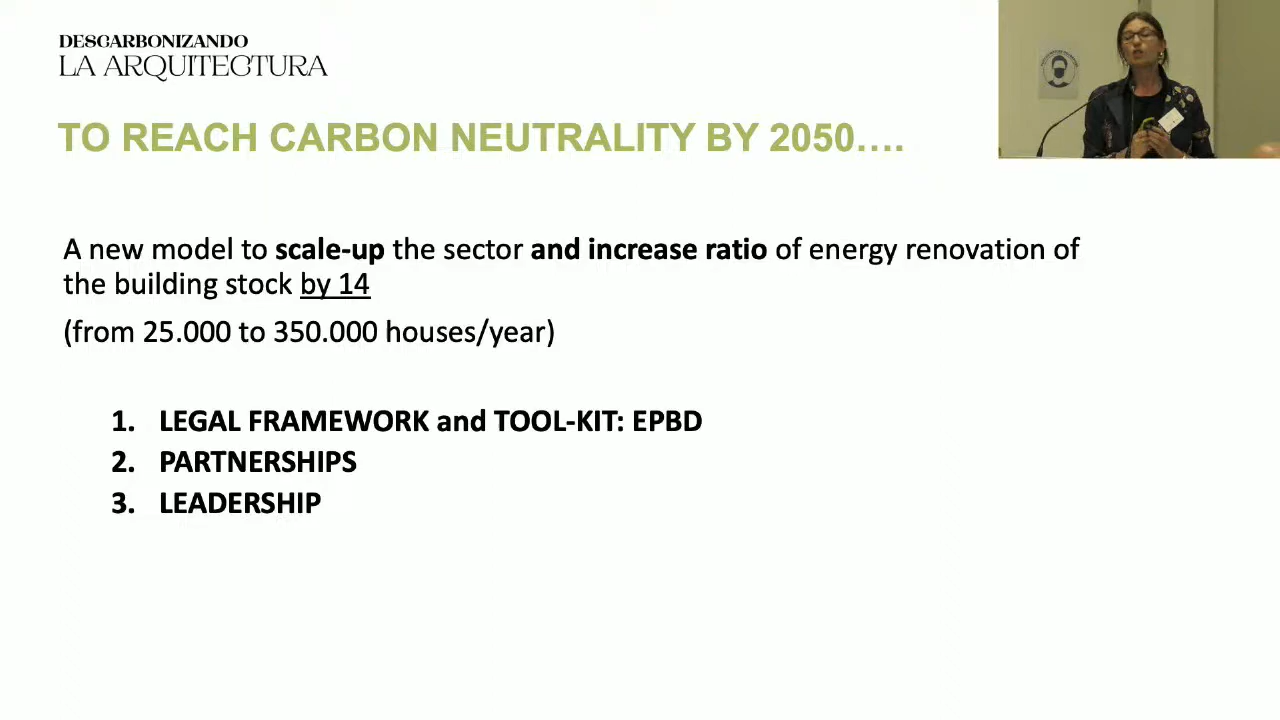 DESCARBONIZANDO
LA ARQUITECTURA
TO REACH CARBON NEUTRALITY BY 2050….
A new model to scale-up the sector and increase ratio of energy renovation of
the building stock by 14
(from 25.000 to 350.000 houses/year)
1. LEGAL FRAMEWORK and TOOL-KIT: EPBD
2. PARTNERSHIPS
3. LEADERSHIP